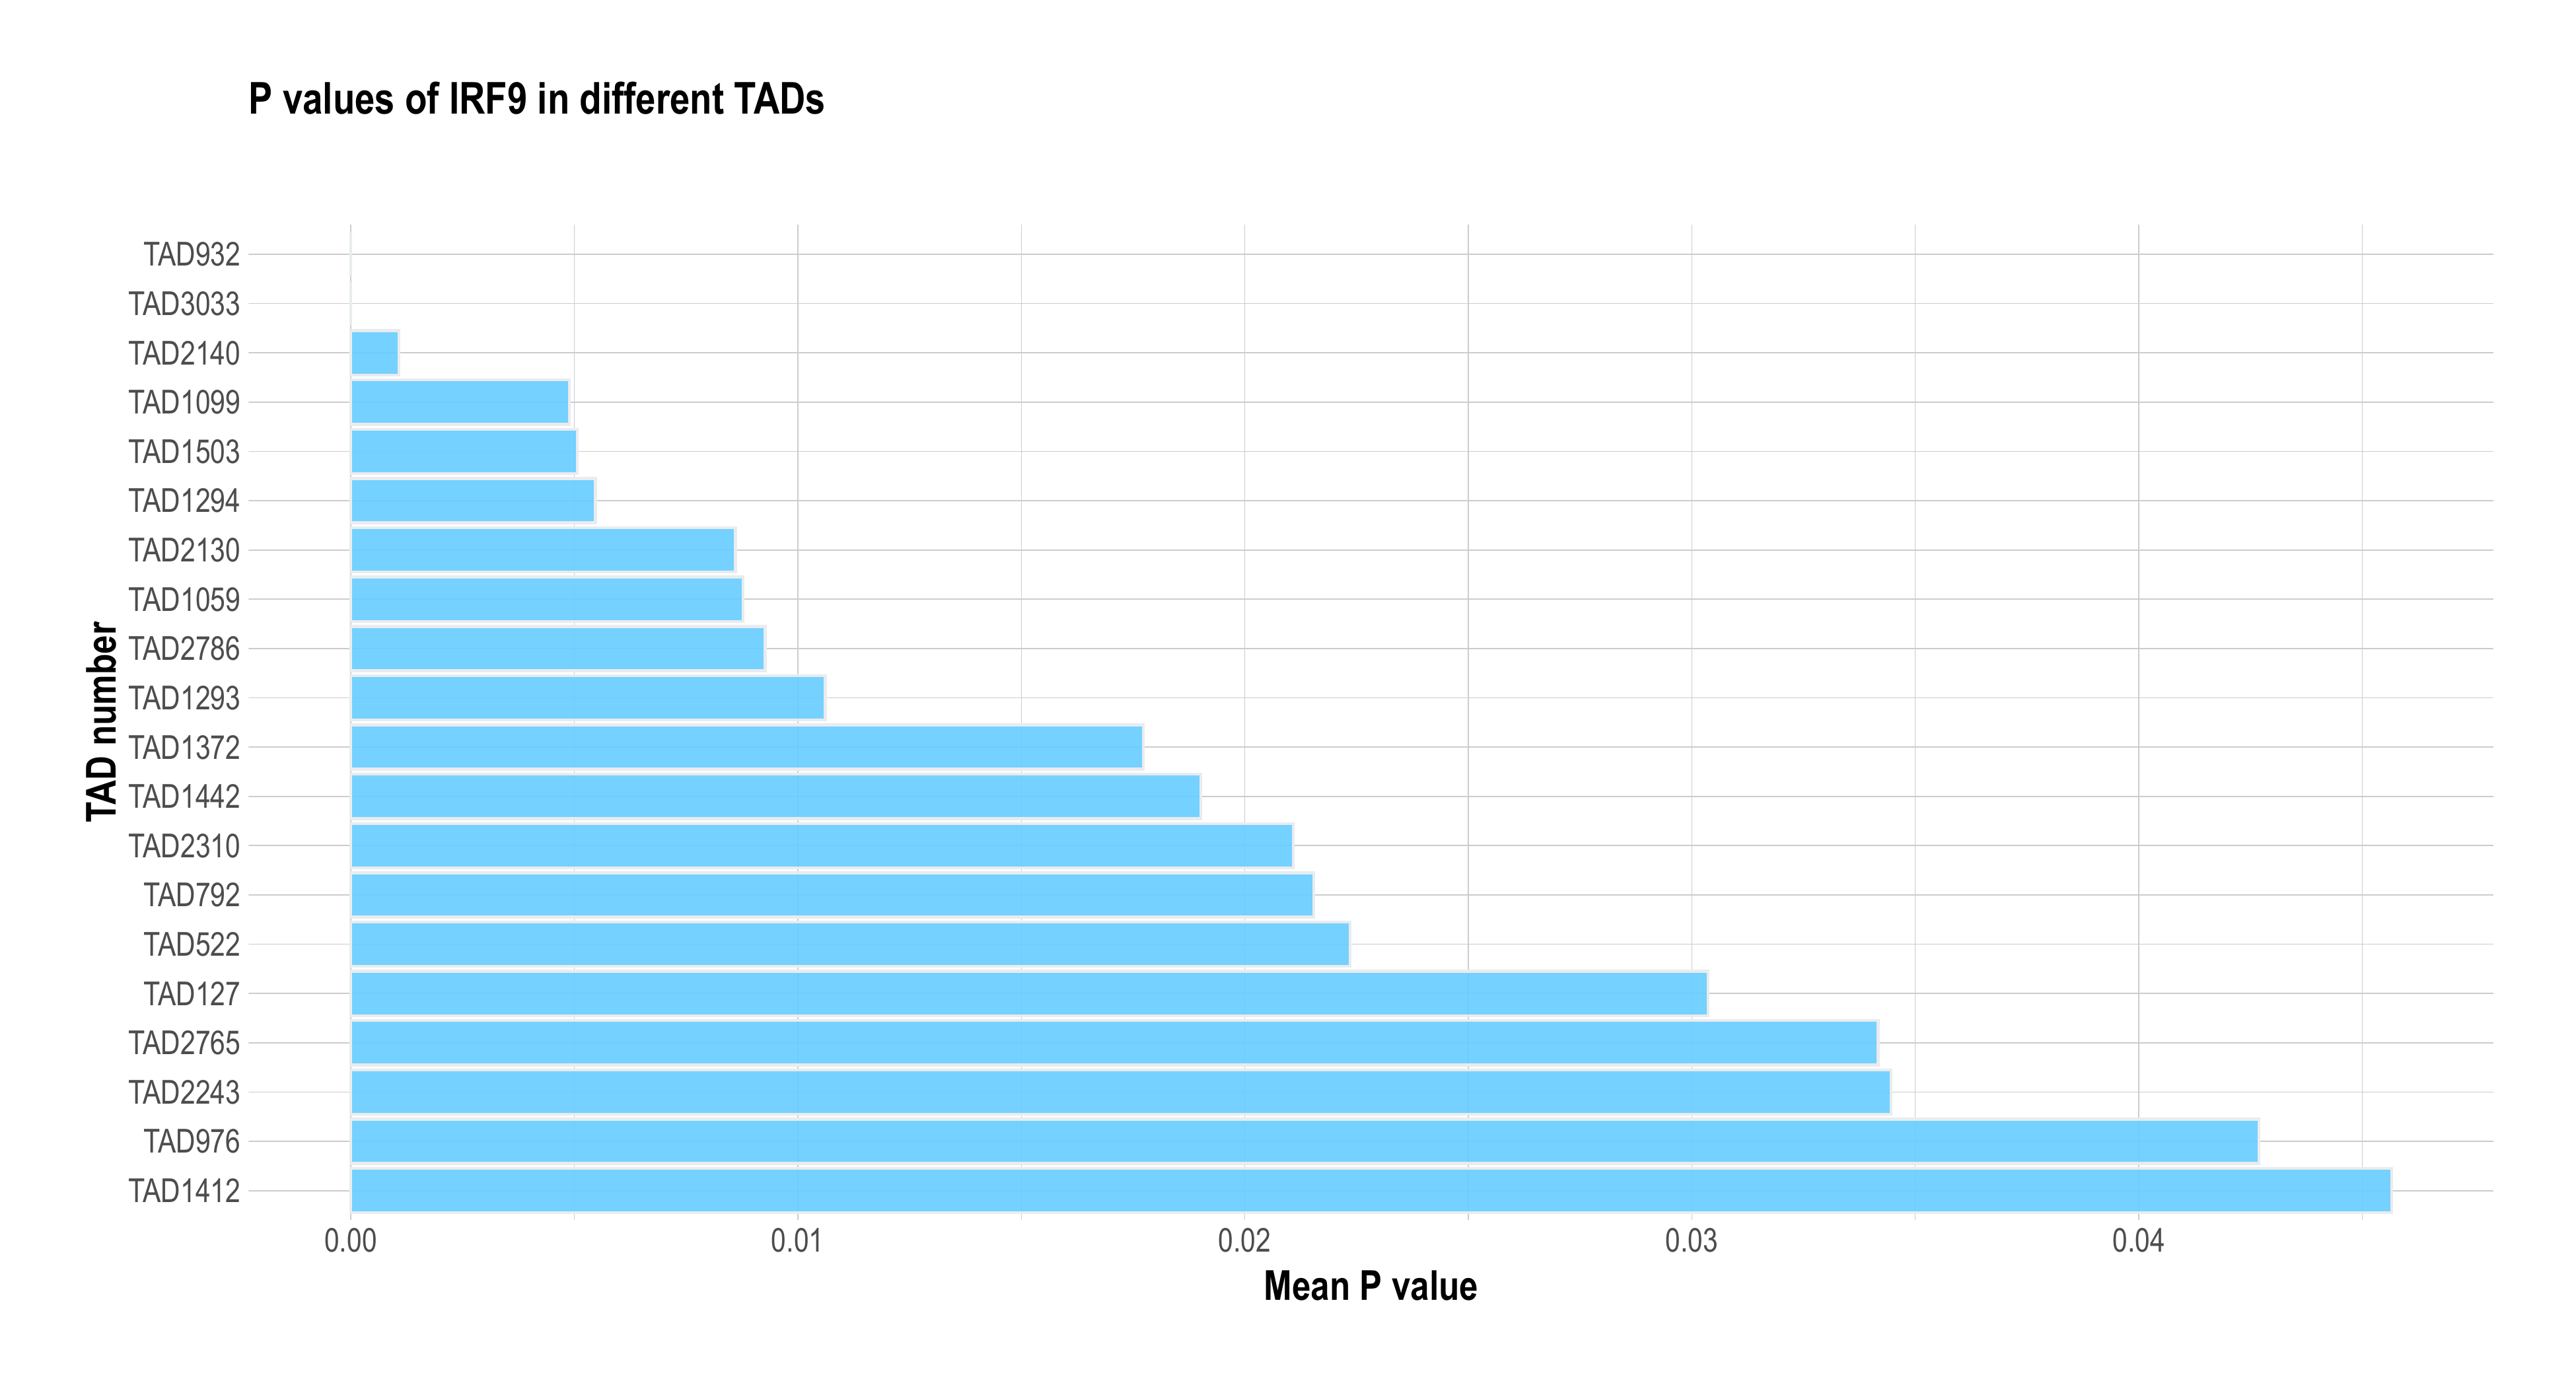 P values of IRF9 in different TADs
TAD932
TAD3033
TAD2140
TAD1099
TAD1503
TAD1294
TAD2130
TAD1059
TAD2786
TAD1293
TAD1372
TAD1442
TAD2310
TAD792
TAD522
TAD127
TAD2765
TAD2243
TAD976
TAD1412
TAD number
0.00 0.01 0.02 0.03 0.04
Mean P value